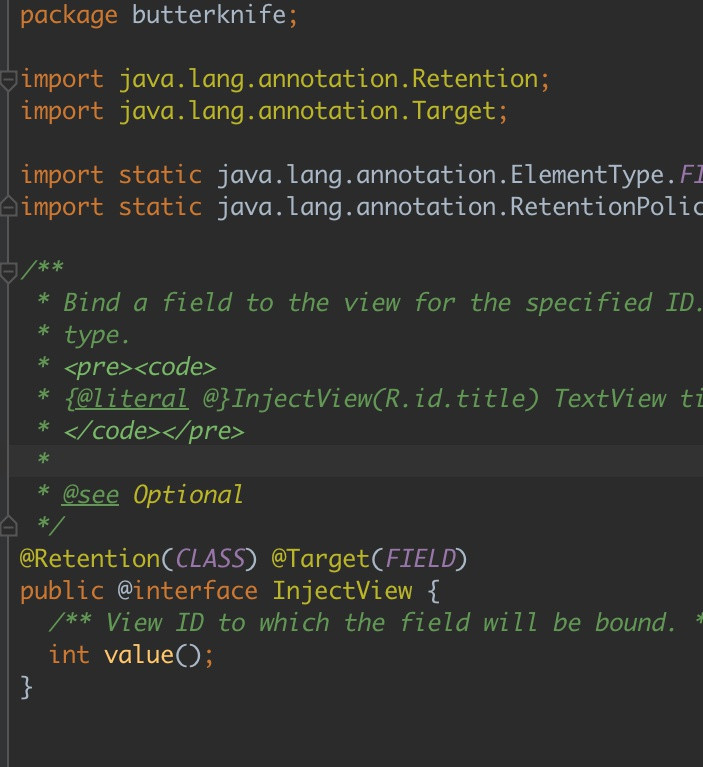 package butterknife;
import java.lang.annotation.Retention;
import java.lang.annotation.Target;
import static java.lang.annotation.ElementType.FI
import static java.lang.annotation.RetentionPolic
/**
 * Bind a field to the view for the specified ID.
 * type.
 * <pre><code>
 * {@literal @}InjectView(R.id.title) TextView ti
 * </code></pre>
 *
 * @see Optional
 */
@Retention(CLASS) @Target(FIELD)
public @interface InjectView {
  /** View ID to which the field will be bound. *
  int value();
}